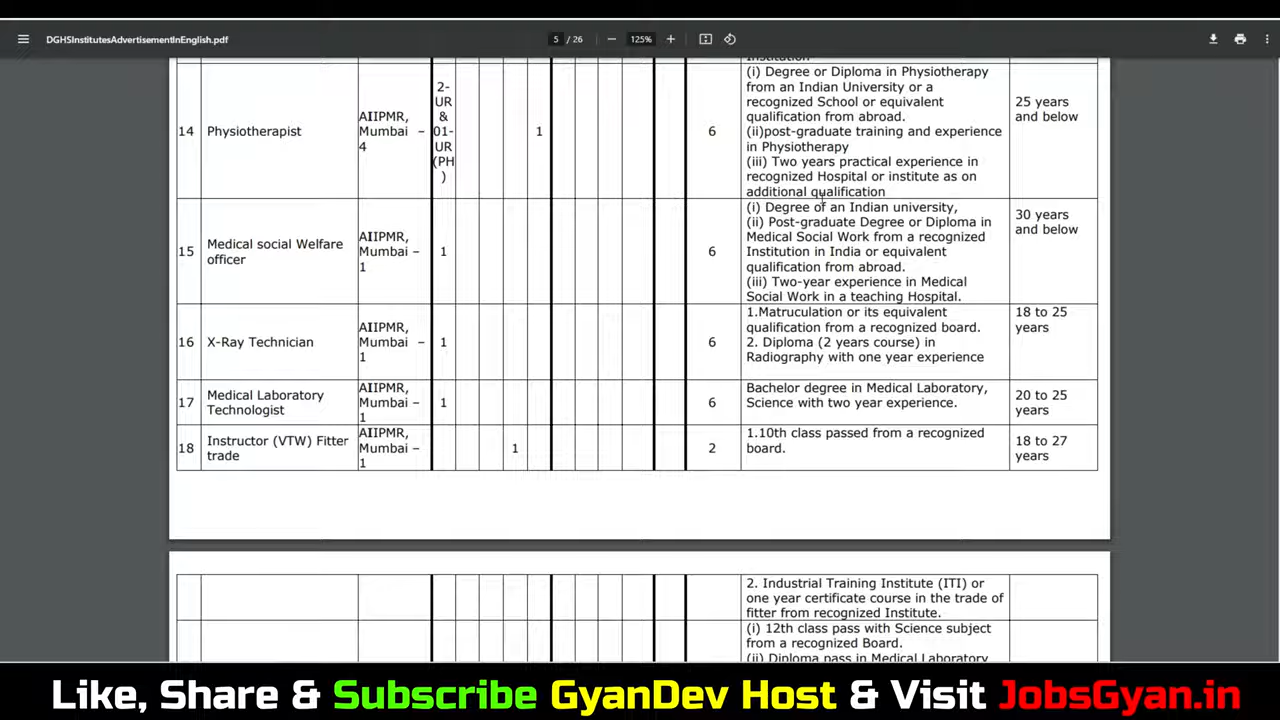 DGHSInstitutesAdvertisementInEnglish.pdf
5 / 26
125%
Institution
14
Physiotherapist
AIIPMR,
Mumbai –
4
2-
UR
&
01-
UR
(PH
)
1
6
(i) Degree or Diploma in Physiotherapy
from an Indian University or a
recognized School or equivalent
qualification from abroad.
(ii)post-graduate training and experience
in Physiotherapy
(iii) Two years practical experience in
recognized Hospital or institute as on
additional qualification
25 years
and below
15
Medical social Welfare
officer
AIIPMR,
Mumbai –
1
1
6
(i) Degree of an Indian university,
(ii) Post-graduate Degree or Diploma in
Medical Social Work from a recognized
Institution in India or equivalent
qualification from abroad.
(iii) Two-year experience in Medical
Social Work in a teaching Hospital.
30 years
and below
16
X-Ray Technician
AIIPMR,
Mumbai –
1
1
6
1.Matruculation or its equivalent
qualification from a recognized board.
2. Diploma (2 years course) in
Radiography with one year experience
18 to 25
years
17
Medical Laboratory
Technologist
AIIPMR,
Mumbai –
1
1
6
Bachelor degree in Medical Laboratory,
Science with two year experience.
20 to 25
years
18
Instructor (VTW) Fitter
trade
AIIPMR,
Mumbai –
1
1
2
1.10th class passed from a recognized
board.
18 to 27
years
2. Industrial Training Institute (ITI) or
one year certificate course in the trade of
fitter from recognized Institute.
(i) 12th class pass with Science subject
from a recognized Board.
(ii) Diploma pass in Medical Laboratory
Like, Share & Subscribe GyanDev Host & Visit JobsGyan.in